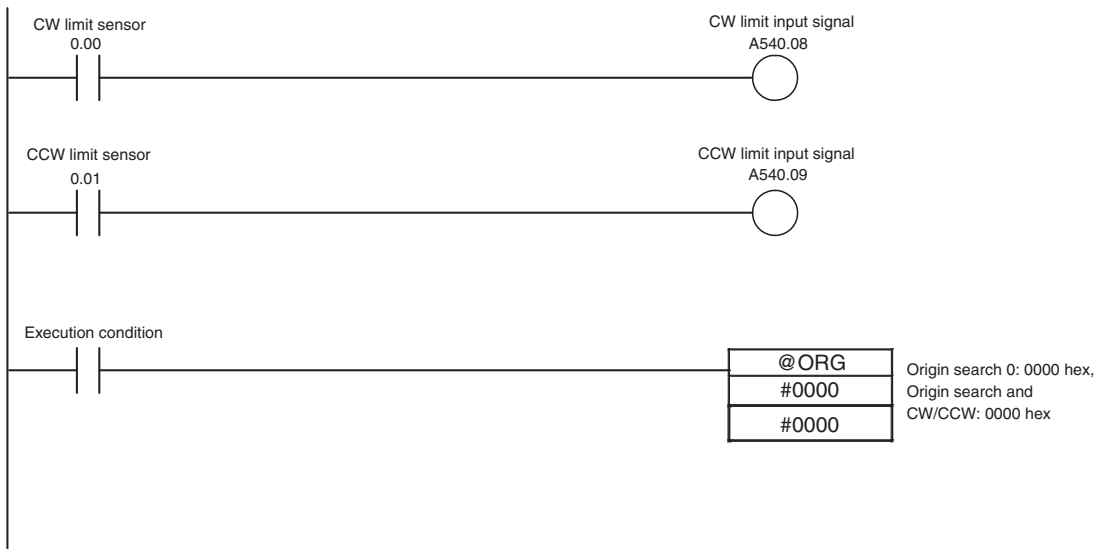 CW limit sensor
0.00
CW limit input signal
A540.08
CCW limit sensor
0.01
CCW limit input signal
A540.09
Execution condition
@ORG
#0000
#0000
Origin search 0: 0000 hex,
Origin search and
CW/CCW: 0000 hex